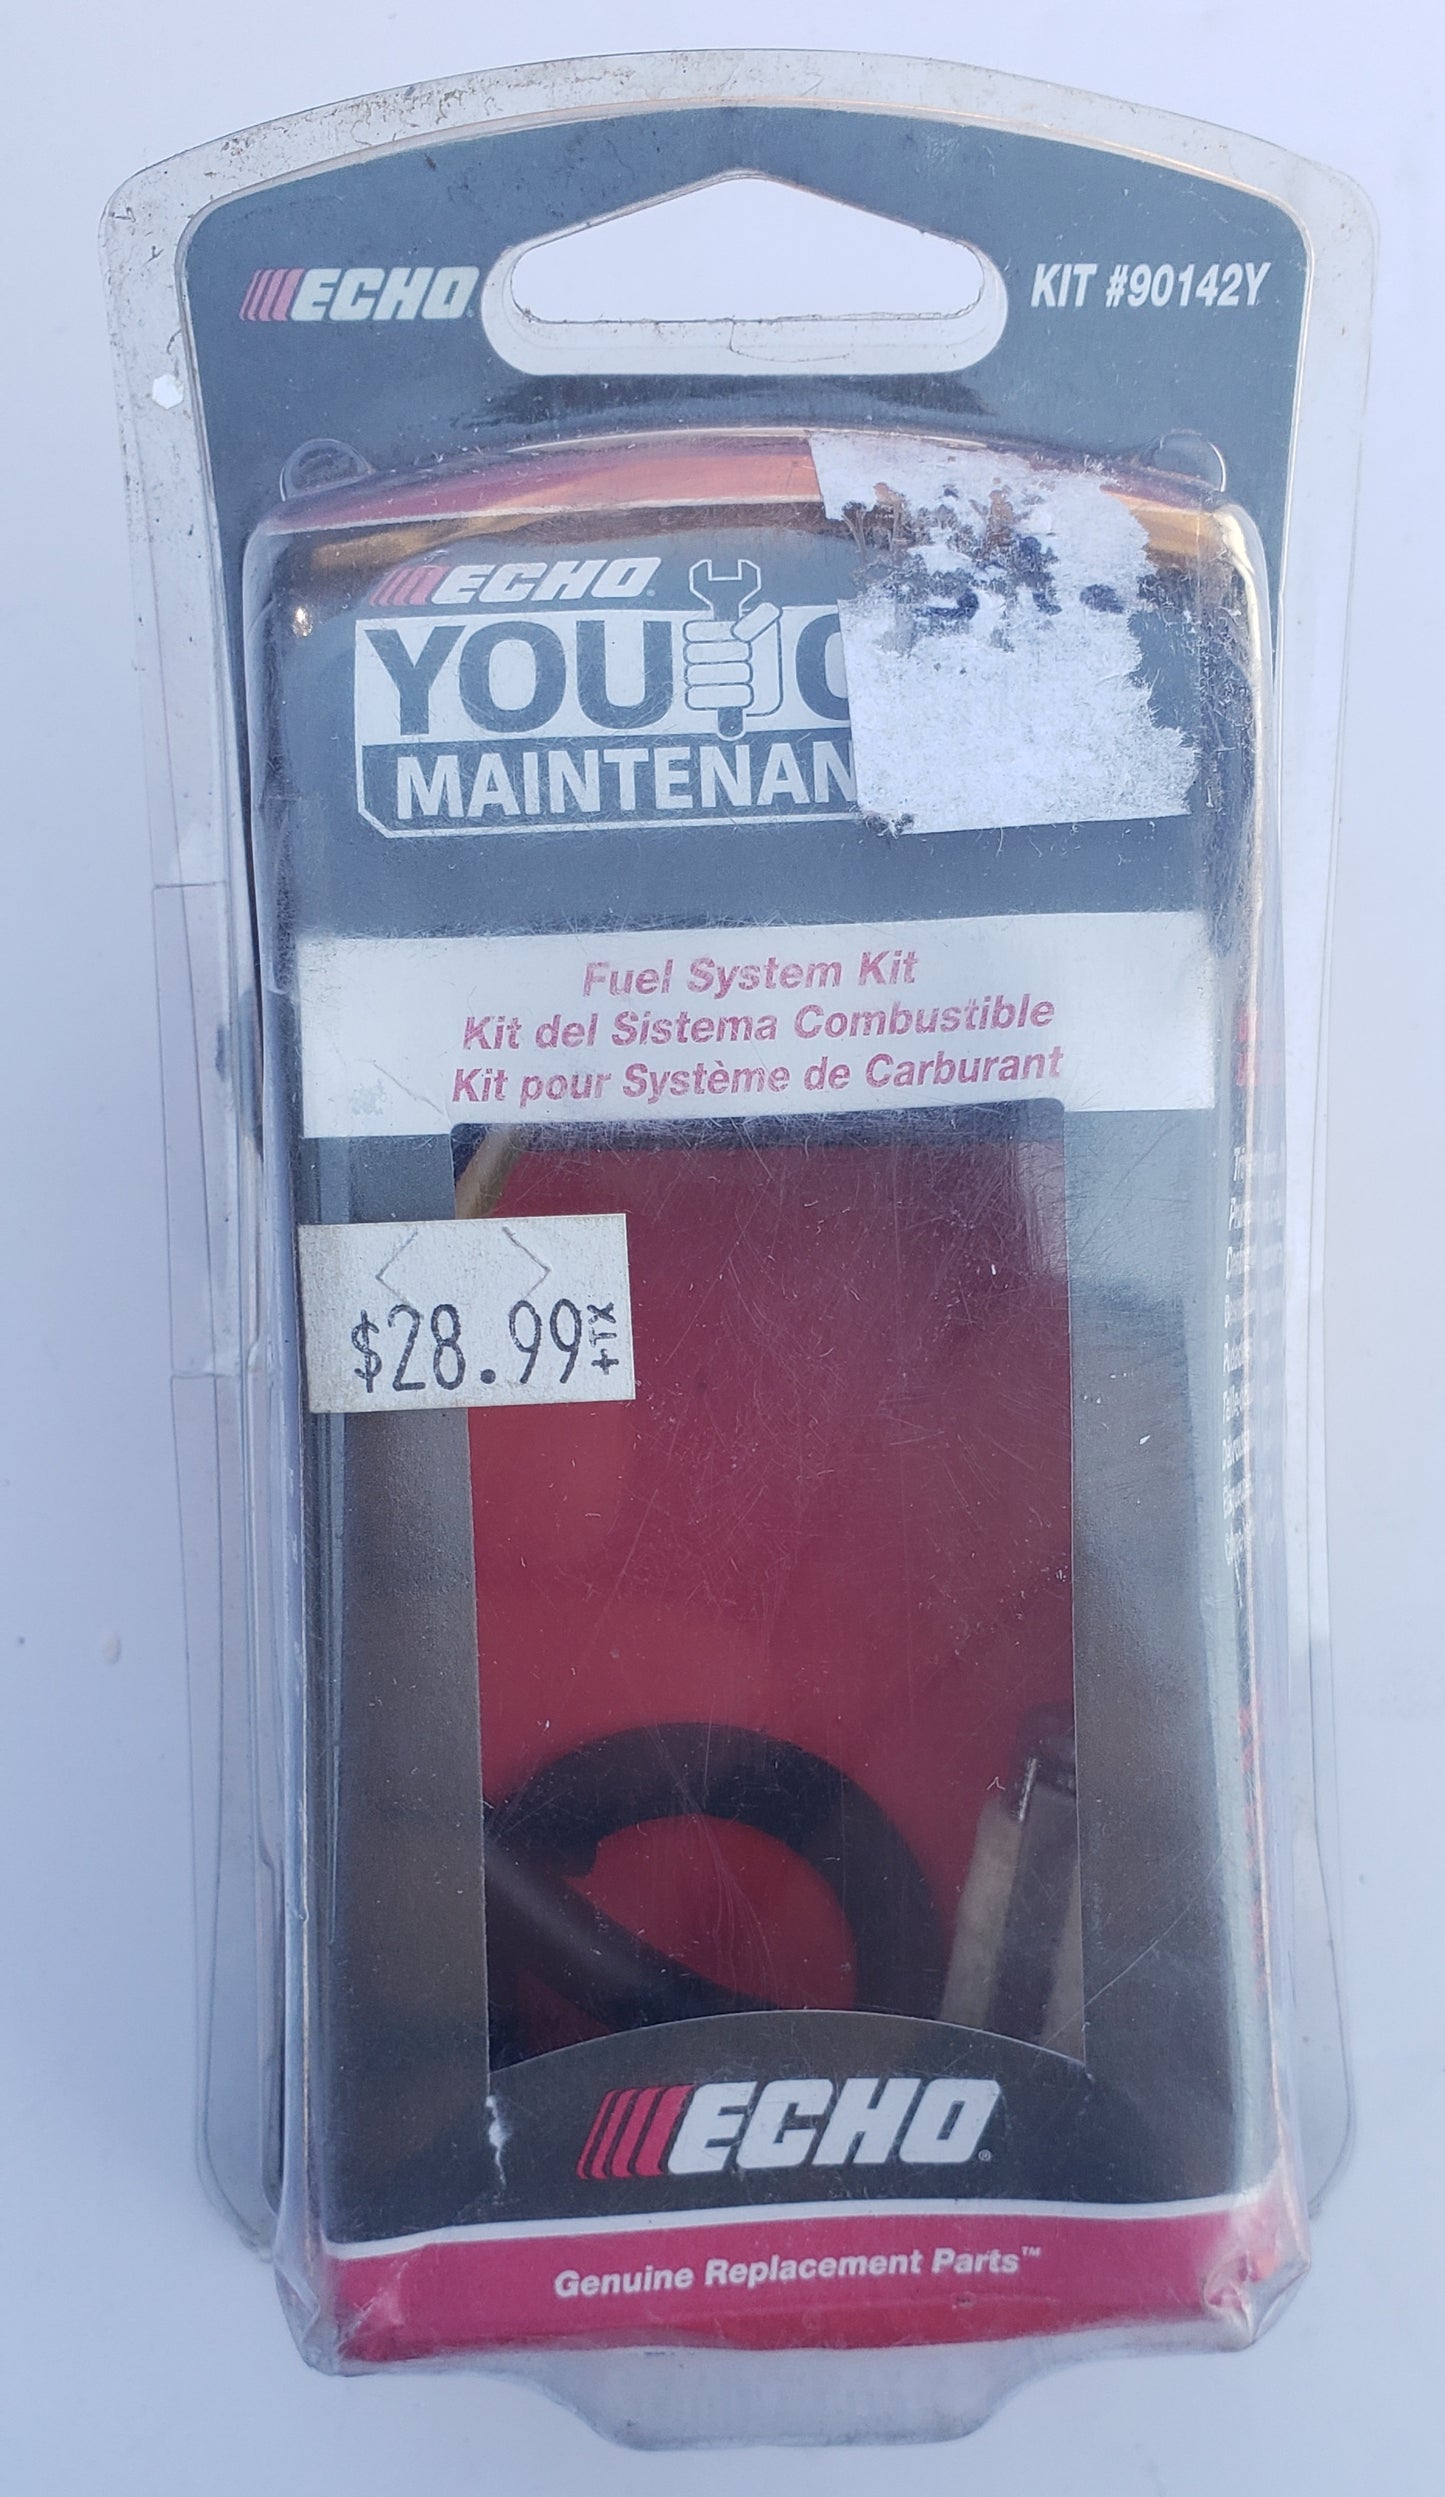 ECHO
KIT #90142Y
ECHO
YOU
MAINTENAN
Fuel System Kit
Kit del Sistema Combustible
Kit pour Système de Carburant
$28.99 +TX
ECHO
Genuine Replacement Parts™